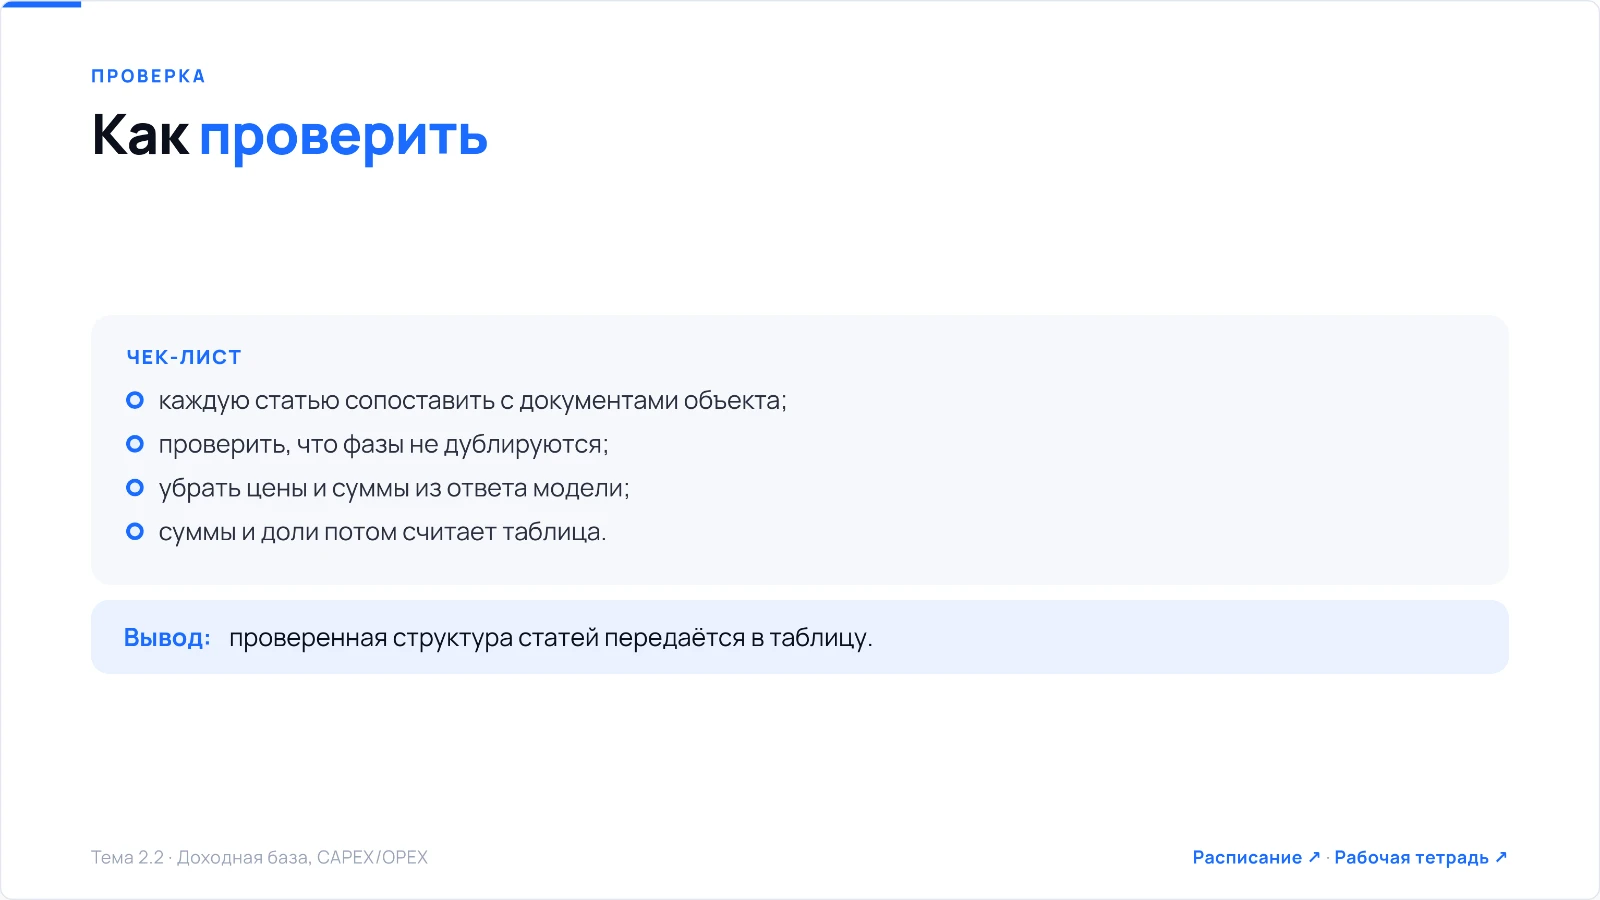 ПРОВЕРКА
Как проверить
ЧЕК-ЛИСТ
каждую статью сопоставить с документами объекта;
проверить, что фазы не дублируются;
убрать цены и суммы из ответа модели;
суммы и доли потом считает таблица.
Вывод: проверенная структура статей передаётся в таблицу.
Тема 2.2 · Доходная база, CAPEX/OPEX
Расписание ↗ · Рабочая тетрадь ↗